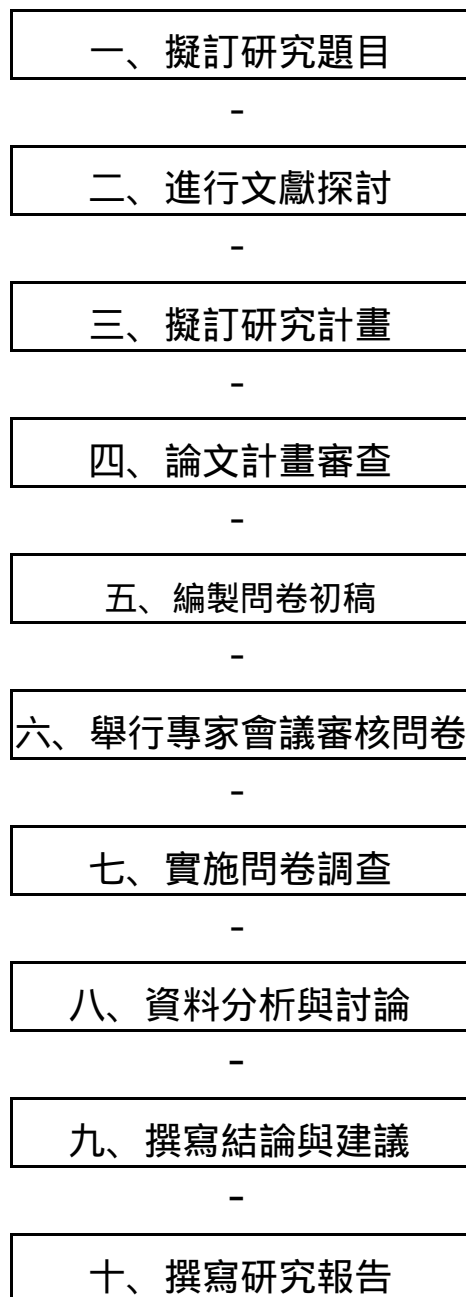 一、擬訂研究題目
-
二、進行文獻探討
-
三、擬訂研究計畫
-
四、論文計畫審查
-
五、編製問卷初稿
-
六、舉行專家會議審核問卷
-
七、實施問卷調查
-
八、資料分析與討論
-
九、撰寫結論與建議
-
十、撰寫研究報告